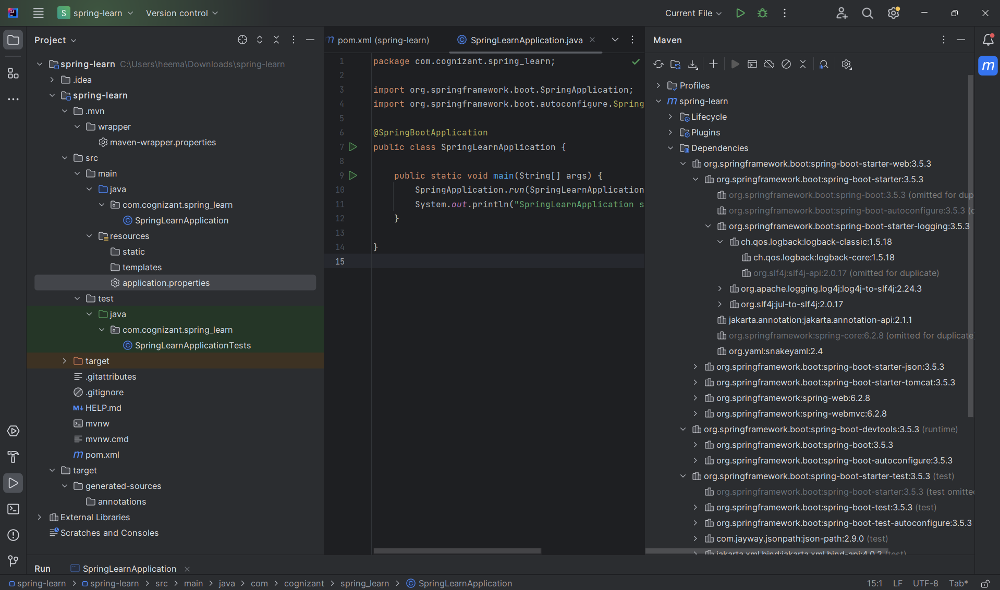 S spring-learn Version control Current File
Project
spring-learn C:\Users\heema\Downloads\spring-learn
.idea
spring-learn
.mvn
wrapper
maven-wrapper.properties
src
main
java
com.cognizant.spring_learn
SpringLearnApplication
resources
static
templates
application.properties
test
java
com.cognizant.spring_learn
SpringLearnApplicationTests
target
.gitattributes
.gitignore
HELP.md
mvnw
mvnw.cmd
pom.xml
target
generated-sources
annotations
External Libraries
Scratches and Consoles
pom.xml (spring-learn) SpringLearnApplication.java
1 package com.cognizant.spring_learn;
2
3 import org.springframework.boot.SpringApplication;
4 import org.springframework.boot.autoconfigure.Spring
5
6 @SpringBootApplication
7 public class SpringLearnApplication {
8
9 public static void main(String[] args) {
10 SpringApplication.run(SpringLearnApplication
11 System.out.println("SpringLearnApplication s
12 }
13
14 }
15
Maven
Profiles
spring-learn
Lifecycle
Plugins
Dependencies
org.springframework.boot:spring-boot-starter-web:3.5.3
org.springframework.boot:spring-boot-starter:3.5.3
org.springframework.boot:spring-boot:3.5.3 (omitted for dup
org.springframework.boot:spring-boot-autoconfigure:3.5.3 (
org.springframework.boot:spring-boot-starter-logging:3.5.3
ch.qos.logback:logback-classic:1.5.18
ch.qos.logback:logback-core:1.5.18
org.slf4j:slf4j-api:2.0.17 (omitted for duplicate)
org.apache.logging.log4j:log4j-to-slf4j:2.24.3
org.slf4j:jul-to-slf4j:2.0.17
jakarta.annotation:jakarta.annotation-api:2.1.1
org.springframework:spring-core:6.2.8 (omitted for duplicate
org.yaml:snakeyaml:2.4
org.springframework.boot:spring-boot-starter-json:3.5.3
org.springframework.boot:spring-boot-starter-tomcat:3.5.3
org.springframework:spring-web:6.2.8
org.springframework:spring-webmvc:6.2.8
org.springframework.boot:spring-boot-devtools:3.5.3 (runtime)
org.springframework.boot:spring-boot:3.5.3
org.springframework.boot:spring-boot-autoconfigure:3.5.3
org.springframework.boot:spring-boot-starter-test:3.5.3 (test)
org.springframework.boot:spring-boot-starter:3.5.3 (test omitted
org.springframework.boot:spring-boot-test:3.5.3 (test)
org.springframework.boot:spring-boot-test-autoconfigure:3.5.3
com.jayway.jsonpath:json-path:2.9.0 (test)
jakarta.xml.bind:jakarta.xml.bind-api:4.0.2 (test)
Run SpringLearnApplication
spring-learn > spring-learn > src > main > java > com > cognizant > spring_learn > SpringLearnApplication 15:1 LF UTF-8 Tab*